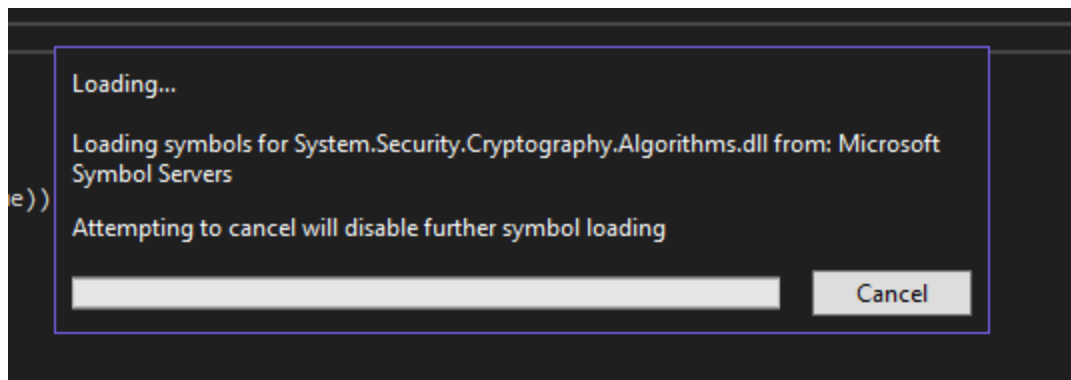 Loading...
Loading symbols for System.Security.Cryptography.Algorithms.dll from: Microsoft
Symbol Servers
e))
Attempting to cancel will disable further symbol loading
Cancel